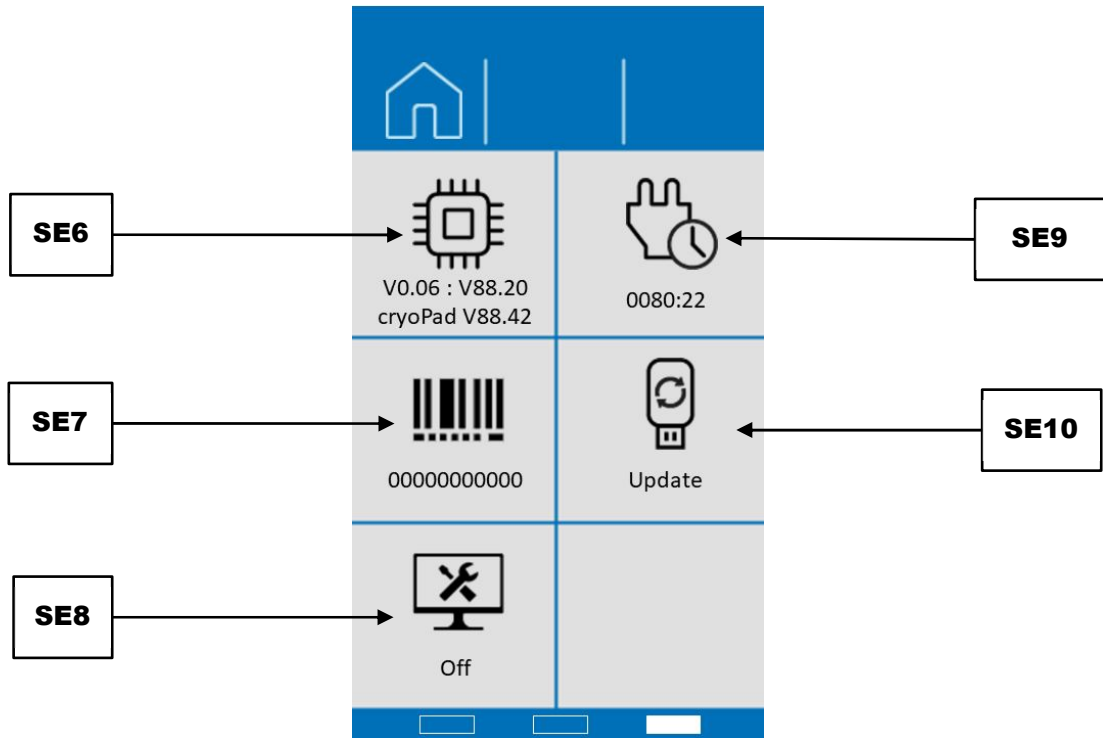 SE6
V0.06 : V88.20
cryoPad V88.42
SE9
0080:22
SE7
00000000000
SE10
Update
SE8
Off